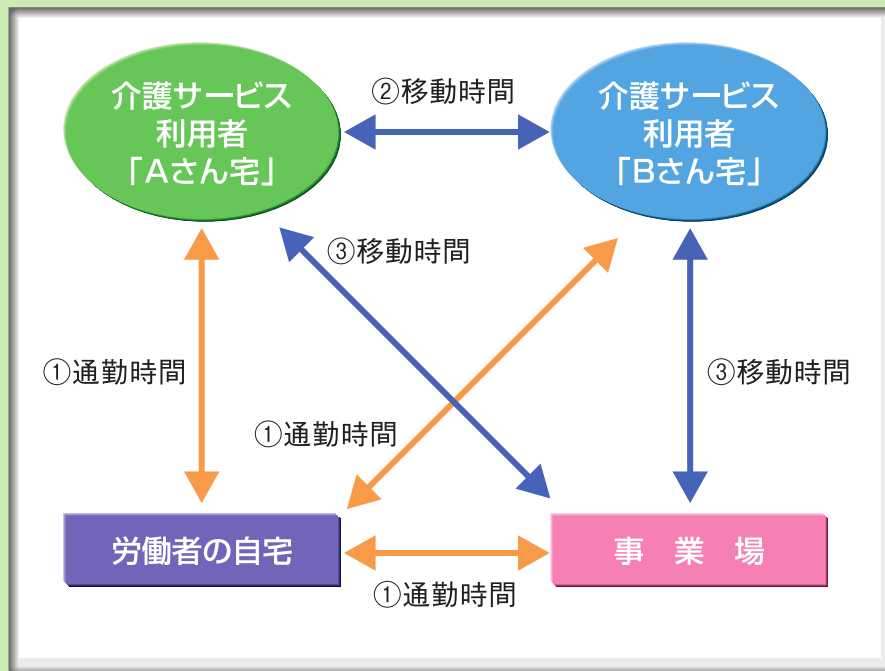 介護サービス
利用者
「Aさん宅」
②移動時間
介護サービス
利用者
「Bさん宅」
③移動時間
①通勤時間
③移動時間
①通勤時間
労働者の自宅
事 業 場
①通勤時間